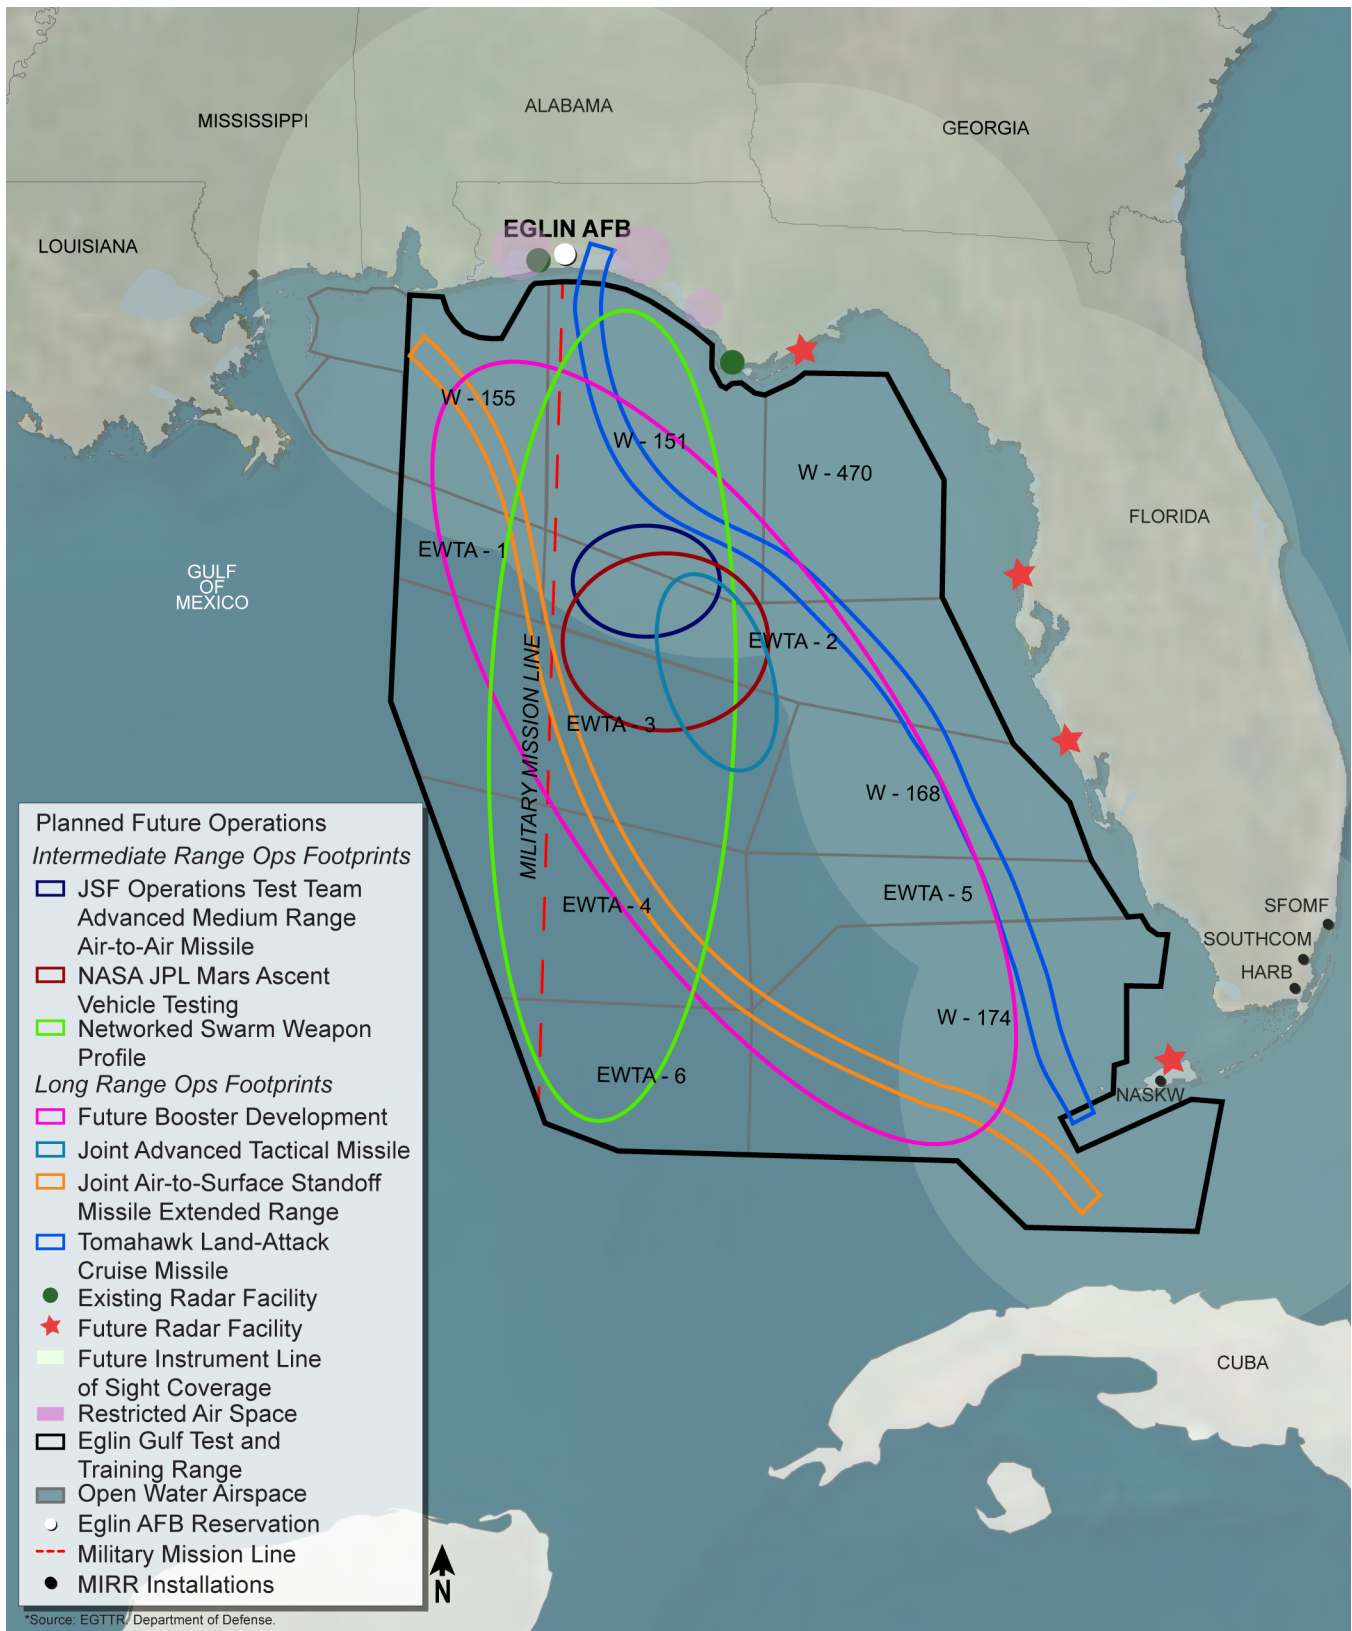 MISSISSIPPI
ALABAMA
GEORGIA
LOUISIANA
EGLIN AFB
W - 155
W - 151
W - 470
FLORIDA
EWTA - 1
GULF
OF
MEXICO
EWTA - 2
MILITARY MISSION LINE
EWTA - 3
W - 168
EWTA - 4
EWTA - 5
SFOMF
SOUTHCOM
HARB
W - 174
EWTA - 6
NASKW
CUBA
Planned Future Operations
Intermediate Range Ops Footprints
JSF Operations Test Team
Advanced Medium Range
Air-to-Air Missile
NASA JPL Mars Ascent
Vehicle Testing
Networked Swarm Weapon
Profile
Long Range Ops Footprints
Future Booster Development
Joint Advanced Tactical Missile
Joint Air-to-Surface Standoff
Missile Extended Range
Tomahawk Land-Attack
Cruise Missile
Existing Radar Facility
Future Radar Facility
Future Instrument Line
of Sight Coverage
Restricted Air Space
Eglin Gulf Test and
Training Range
Open Water Airspace
Eglin AFB Reservation
Military Mission Line
MIRR Installations
N
*Source: EGTTR, Department of Defense.